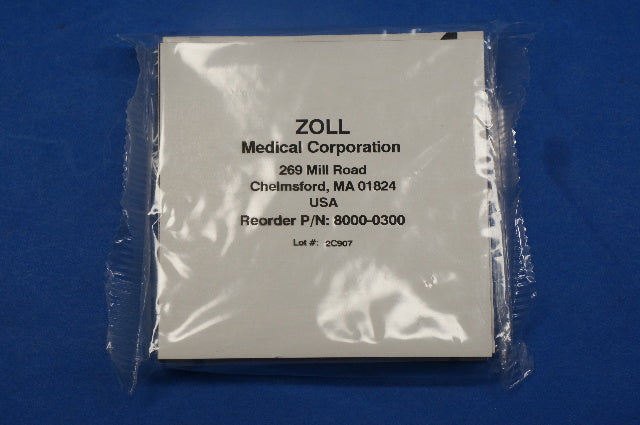 ZOLL
Medical Corporation
269 Mill Road
Chelmsford, MA 01824
USA
Reorder P/N: 8000-0300
Lot #: 2C907